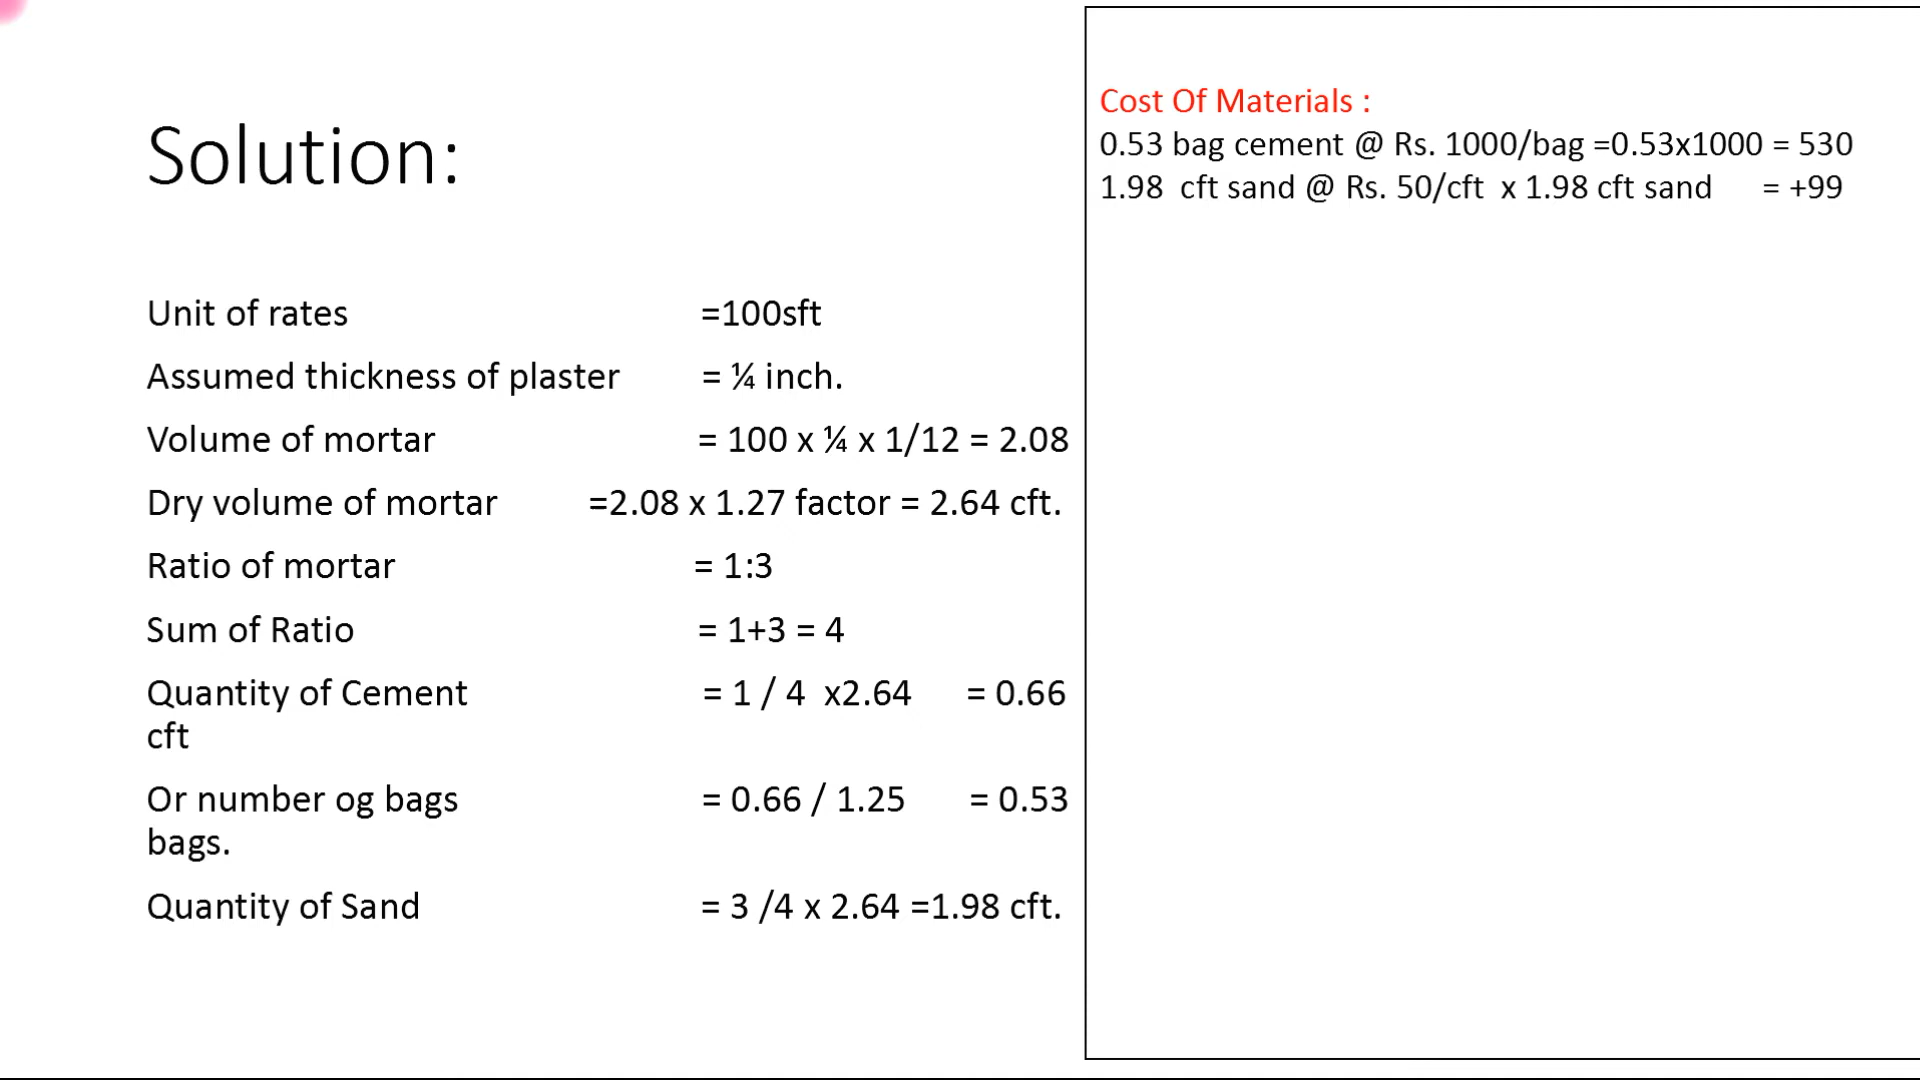 Solution:
Unit of rates =100sft
Assumed thickness of plaster = ¼ inch.
Volume of mortar = 100 x ¼ x 1/12 = 2.08
Dry volume of mortar =2.08 x 1.27 factor = 2.64 cft.
Ratio of mortar = 1:3
Sum of Ratio = 1+3 = 4
Quantity of Cement = 1 / 4 x2.64 = 0.66
cft
Or number og bags = 0.66 / 1.25 = 0.53
bags.
Quantity of Sand = 3 /4 x 2.64 =1.98 cft.
Cost Of Materials :
0.53 bag cement @ Rs. 1000/bag =0.53x1000 = 530
1.98 cft sand @ Rs. 50/cft x 1.98 cft sand = +99